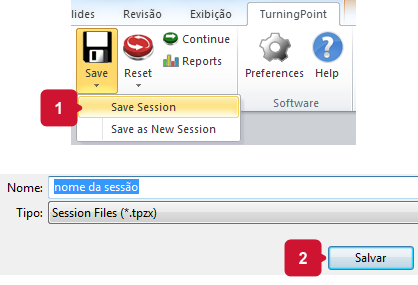 lides Revisão Exibição TurningPoint
Save Reset Continue Reports Preferences Help
Software
1 Save Session
Save as New Session
Nome: nome da sessão
Tipo: Session Files (*.tpzx)
2 Salvar